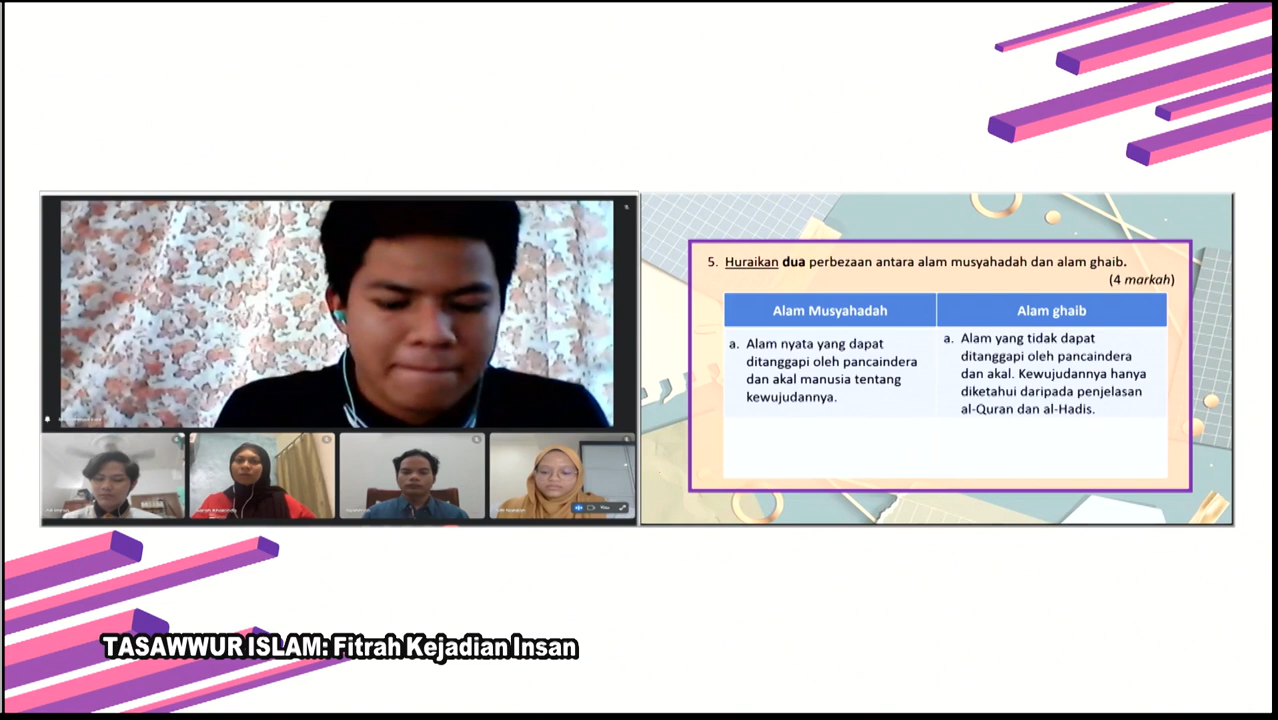 5. Huraikan dua perbezaan antara alam musyahadah dan alam ghaib.
(4 markah)
Alam Musyahadah
a. Alam nyata yang dapat
ditanggapi oleh pancaindera
dan akal manusia tentang
kewujudannya.
Alam ghaib
a. Alam yang tidak dapat
ditanggapi oleh pancaindera
dan akal. Kewujudannya hanya
diketahui daripada penjelasan
al-Quran dan al-Hadis.
You
TASAWWUR ISLAM: Fitrah Kejadian Insan